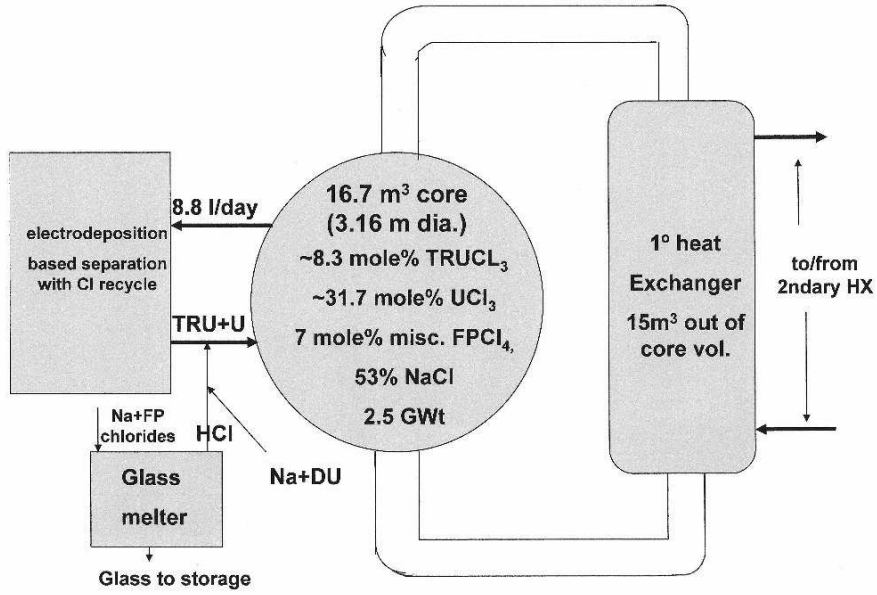 8.8 l/day
electrodeposition
based separation
with Cl recycle
TRU+U
Na+FP
chlorides
HCl
Na+DU
Glass
melter
Glass to storage
16.7 m³ core
(3.16 m dia.)
~8.3 mole% TRUCL₃
~31.7 mole% UCl₃
7 mole% misc. FPCl₄,
53% NaCl
2.5 GWt
1º heat
Exchanger
15m³ out of
core vol.
to/from
2ndary HX